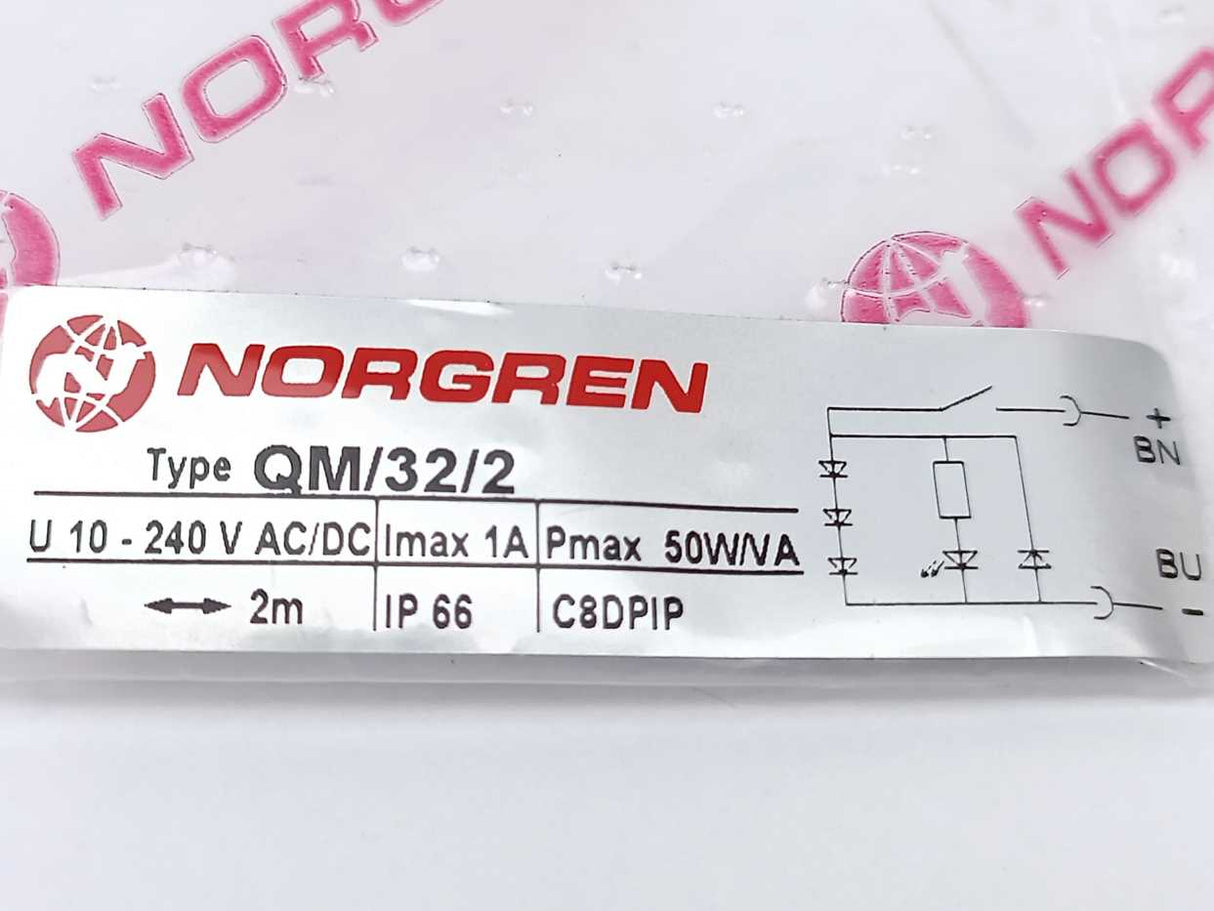 NORGREN
NORGREN
NORGREN
Type QM/32/2
U 10 - 240 V AC/DC Imax 1A Pmax 50W/VA
2m IP 66 C8DPIP
+
BN
BU
-